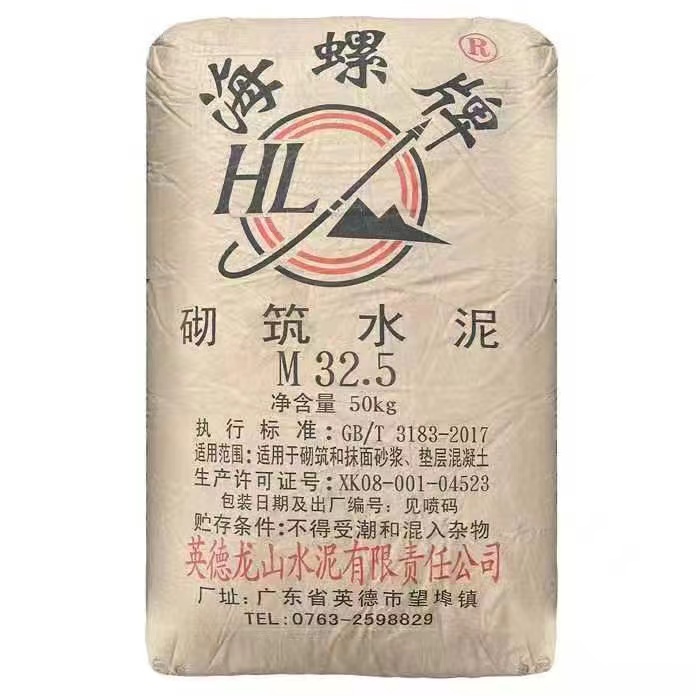 海螺牌 ®
HL
砌筑水泥
M 32.5
净含量 50kg
执行标准:GB/T 3183-2017
适用范围:适用于砌筑和抹面砂浆、垫层混凝土
生产许可证号:XK08-001-04523
包装日期及出厂编号:见喷码
贮存条件:不得受潮和混入杂物
英德龙山水泥有限责任公司
厂址:广东省英德市望埠镇
TEL:0763-2598829